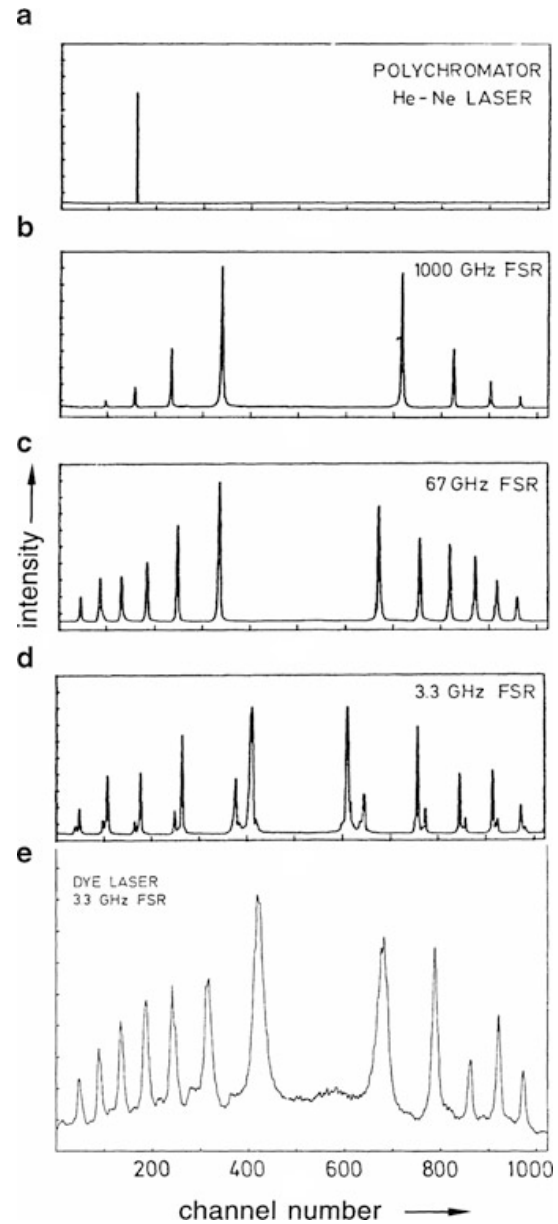 a
POLYCHROMATOR
He-Ne LASER
b
1000 GHz FSR
c
67 GHz FSR
intensity
d
3.3 GHz FSR
e
DYE LASER
3.3 GHz FSR
200 400 600 800 1000
channel number